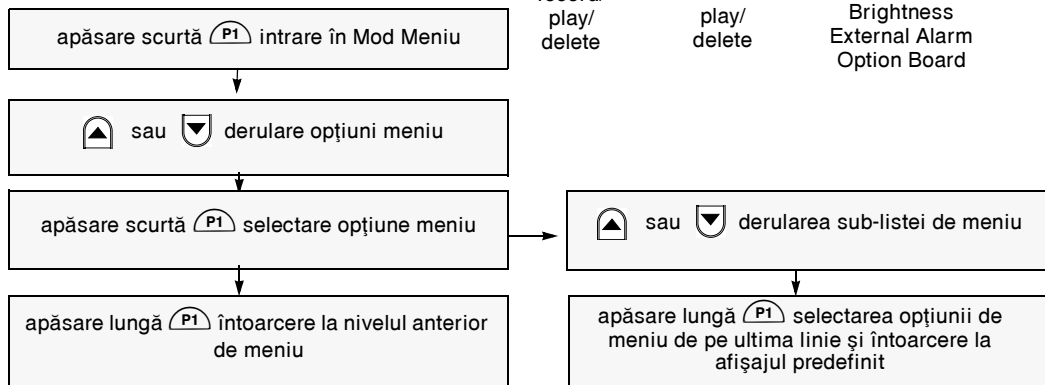 play/
delete
play/
delete
Brightness
External Alarm
Option Board
apăsare scurtă P1 intrare în Mod Meniu
sau derulare opţiuni meniu
apăsare scurtă P1 selectare opţiune meniu
sau derularea sub-listei de meniu
apăsare lungă P1 întoarcere la nivelul anterior
de meniu
apăsare lungă P1 selectarea opţiunii de
meniu de pe ultima linie şi întoarcere la
afişajul predefinit